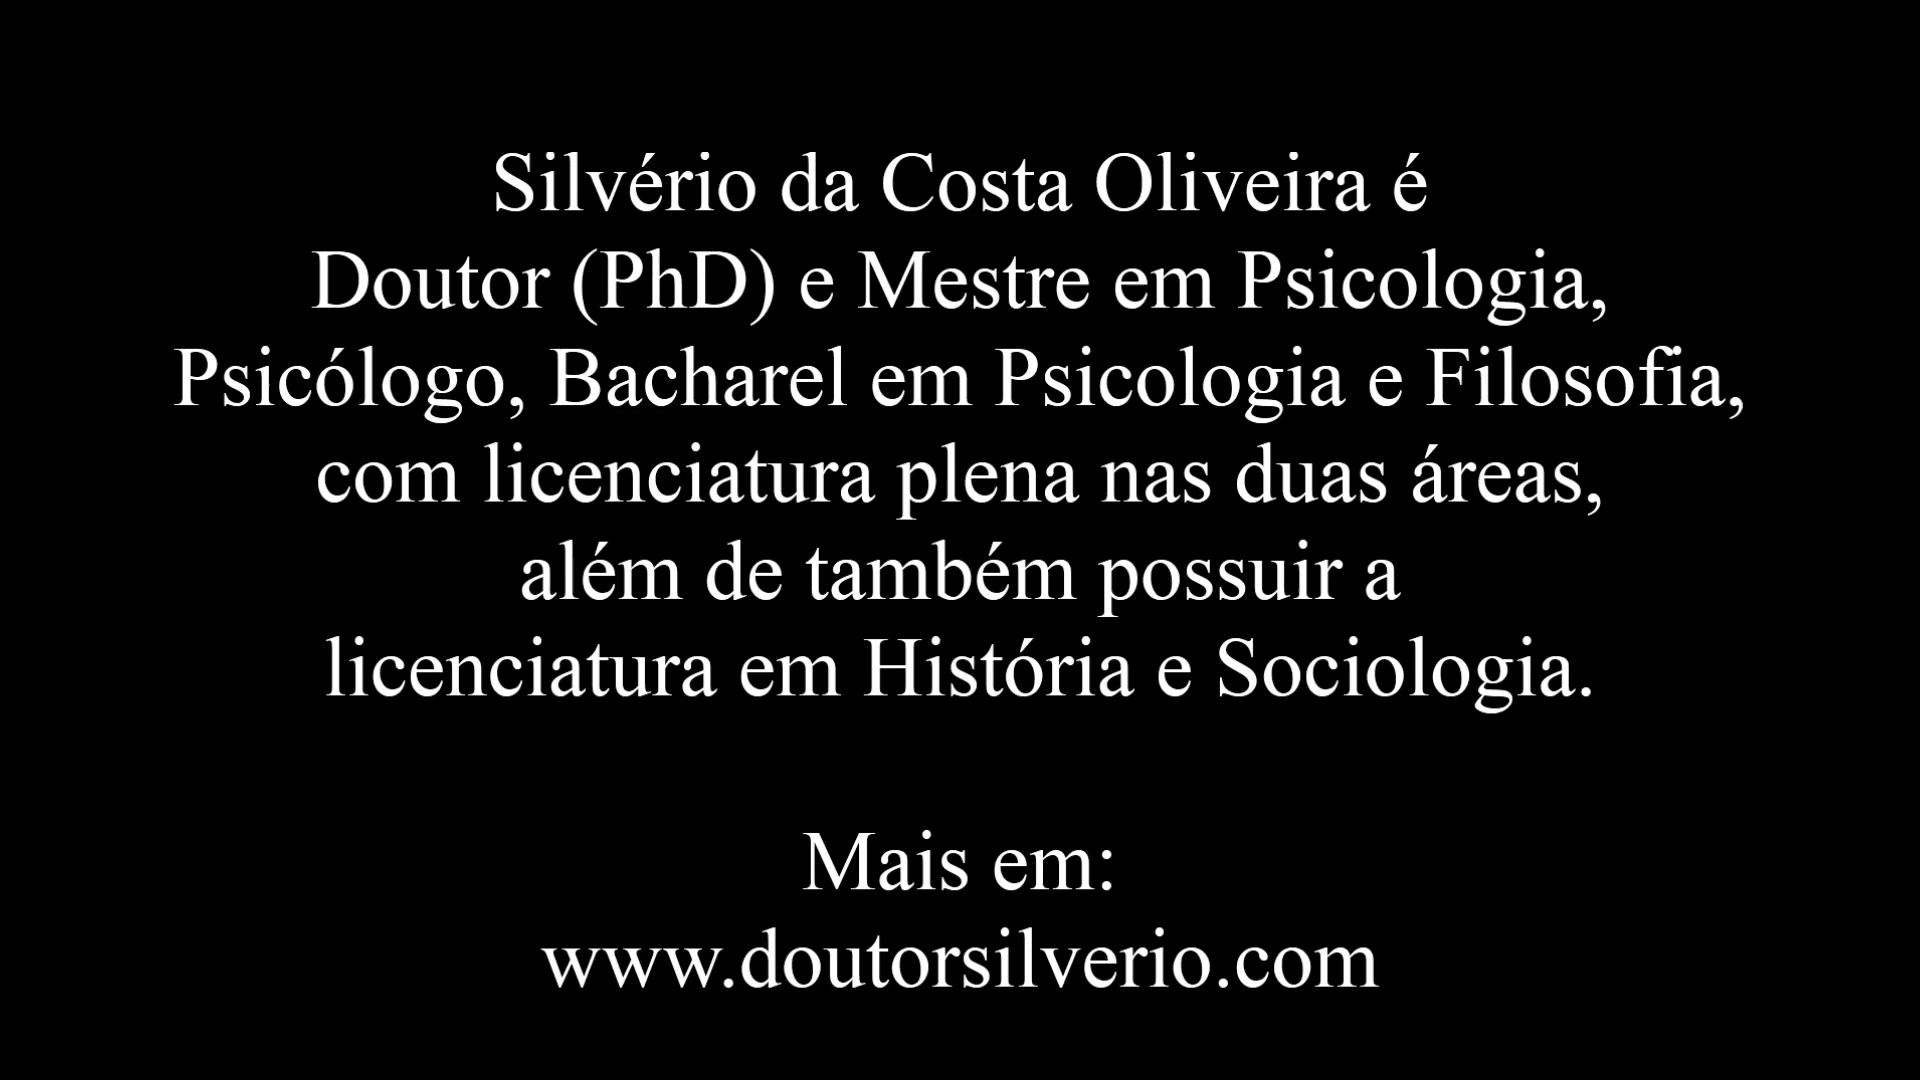 Silvério da Costa Oliveira é
Doutor (PhD) e Mestre em Psicologia,
Psicólogo, Bacharel em Psicologia e Filosofia,
com licenciatura plena nas duas áreas,
além de também possuir a
licenciatura em História e Sociologia.
Mais em:
www.doutorsilverio.com